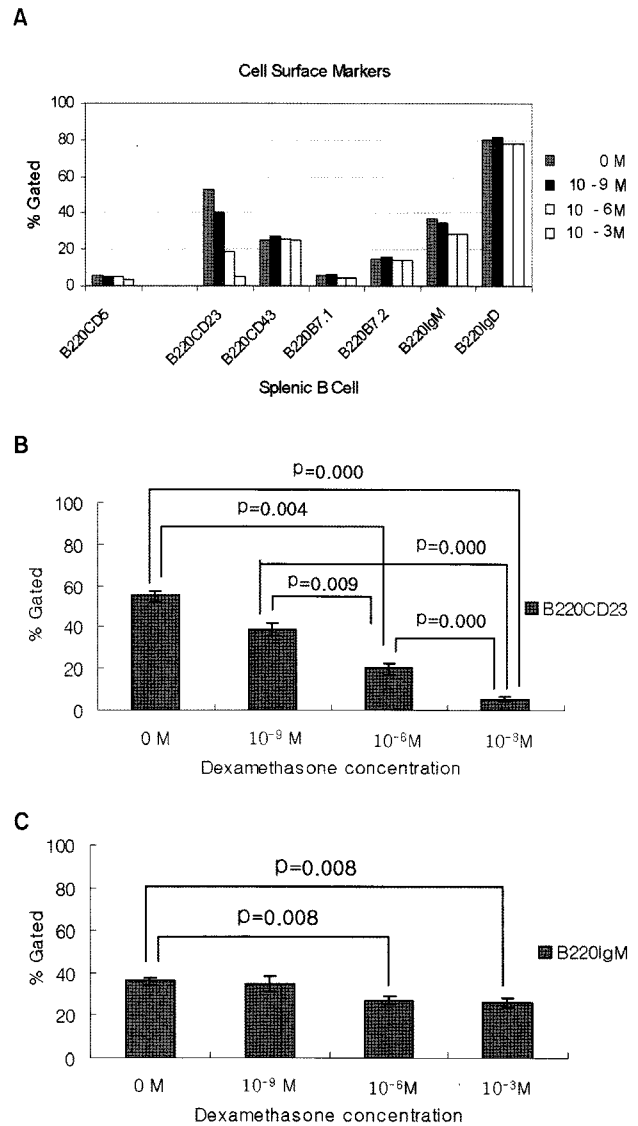 A
Cell Surface Markers
100
80
60
40
20
0
% Gated
0 M
10 -9 M
10 -6 M
10 -3M
B220CD5
B220CD23
B220CD43
B220B7.1
B220B7.2
B220IgM
B220IgD
Splenic B Cell
B
p=0.000
p=0.004
p=0.000
p=0.009
p=0.000
100
80
60
40
20
0
% Gated
B220CD23
0 M
10⁻⁹ M
10⁻⁶M
10⁻³M
Dexamethasone concentration
C
p=0.008
p=0.008
100
80
60
40
20
0
% Gated
B220IgM
0 M
10⁻⁹ M
10⁻⁶M
10⁻³M
Dexamethasone concentration